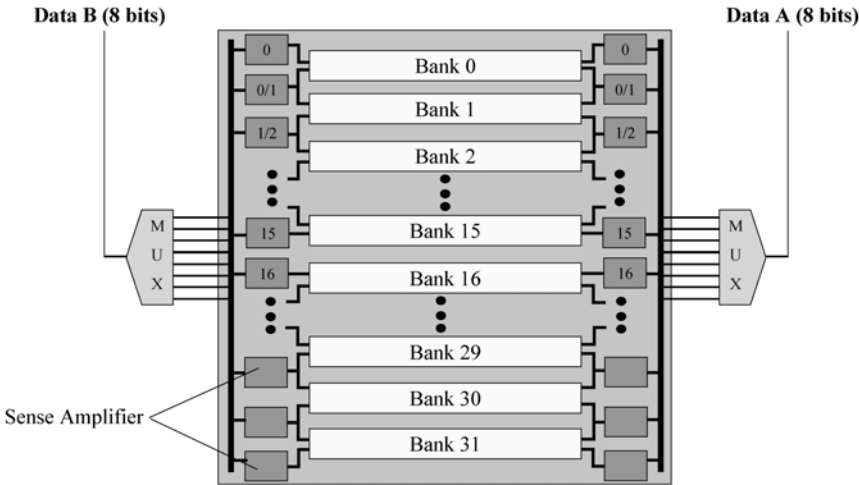 Data B (8 bits)
Data A (8 bits)
0
Bank 0
0
0/1
Bank 1
0/1
1/2
Bank 2
1/2
15
Bank 15
15
M
U
X
M
U
X
16
Bank 16
16
Bank 29
Bank 30
Sense Amplifier
Bank 31